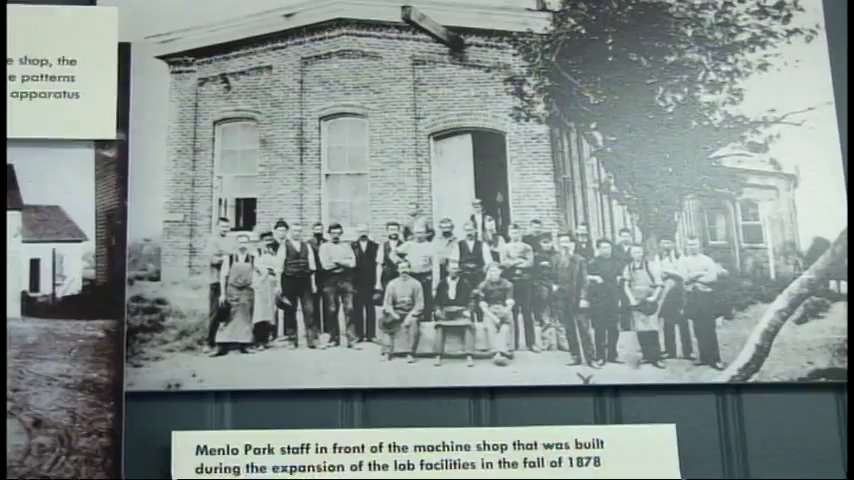 e shop, the
e patterns
apparatus
Menlo Park staff in front of the machine shop that was built
during the expansion of the lab facilities in the fall of 1878